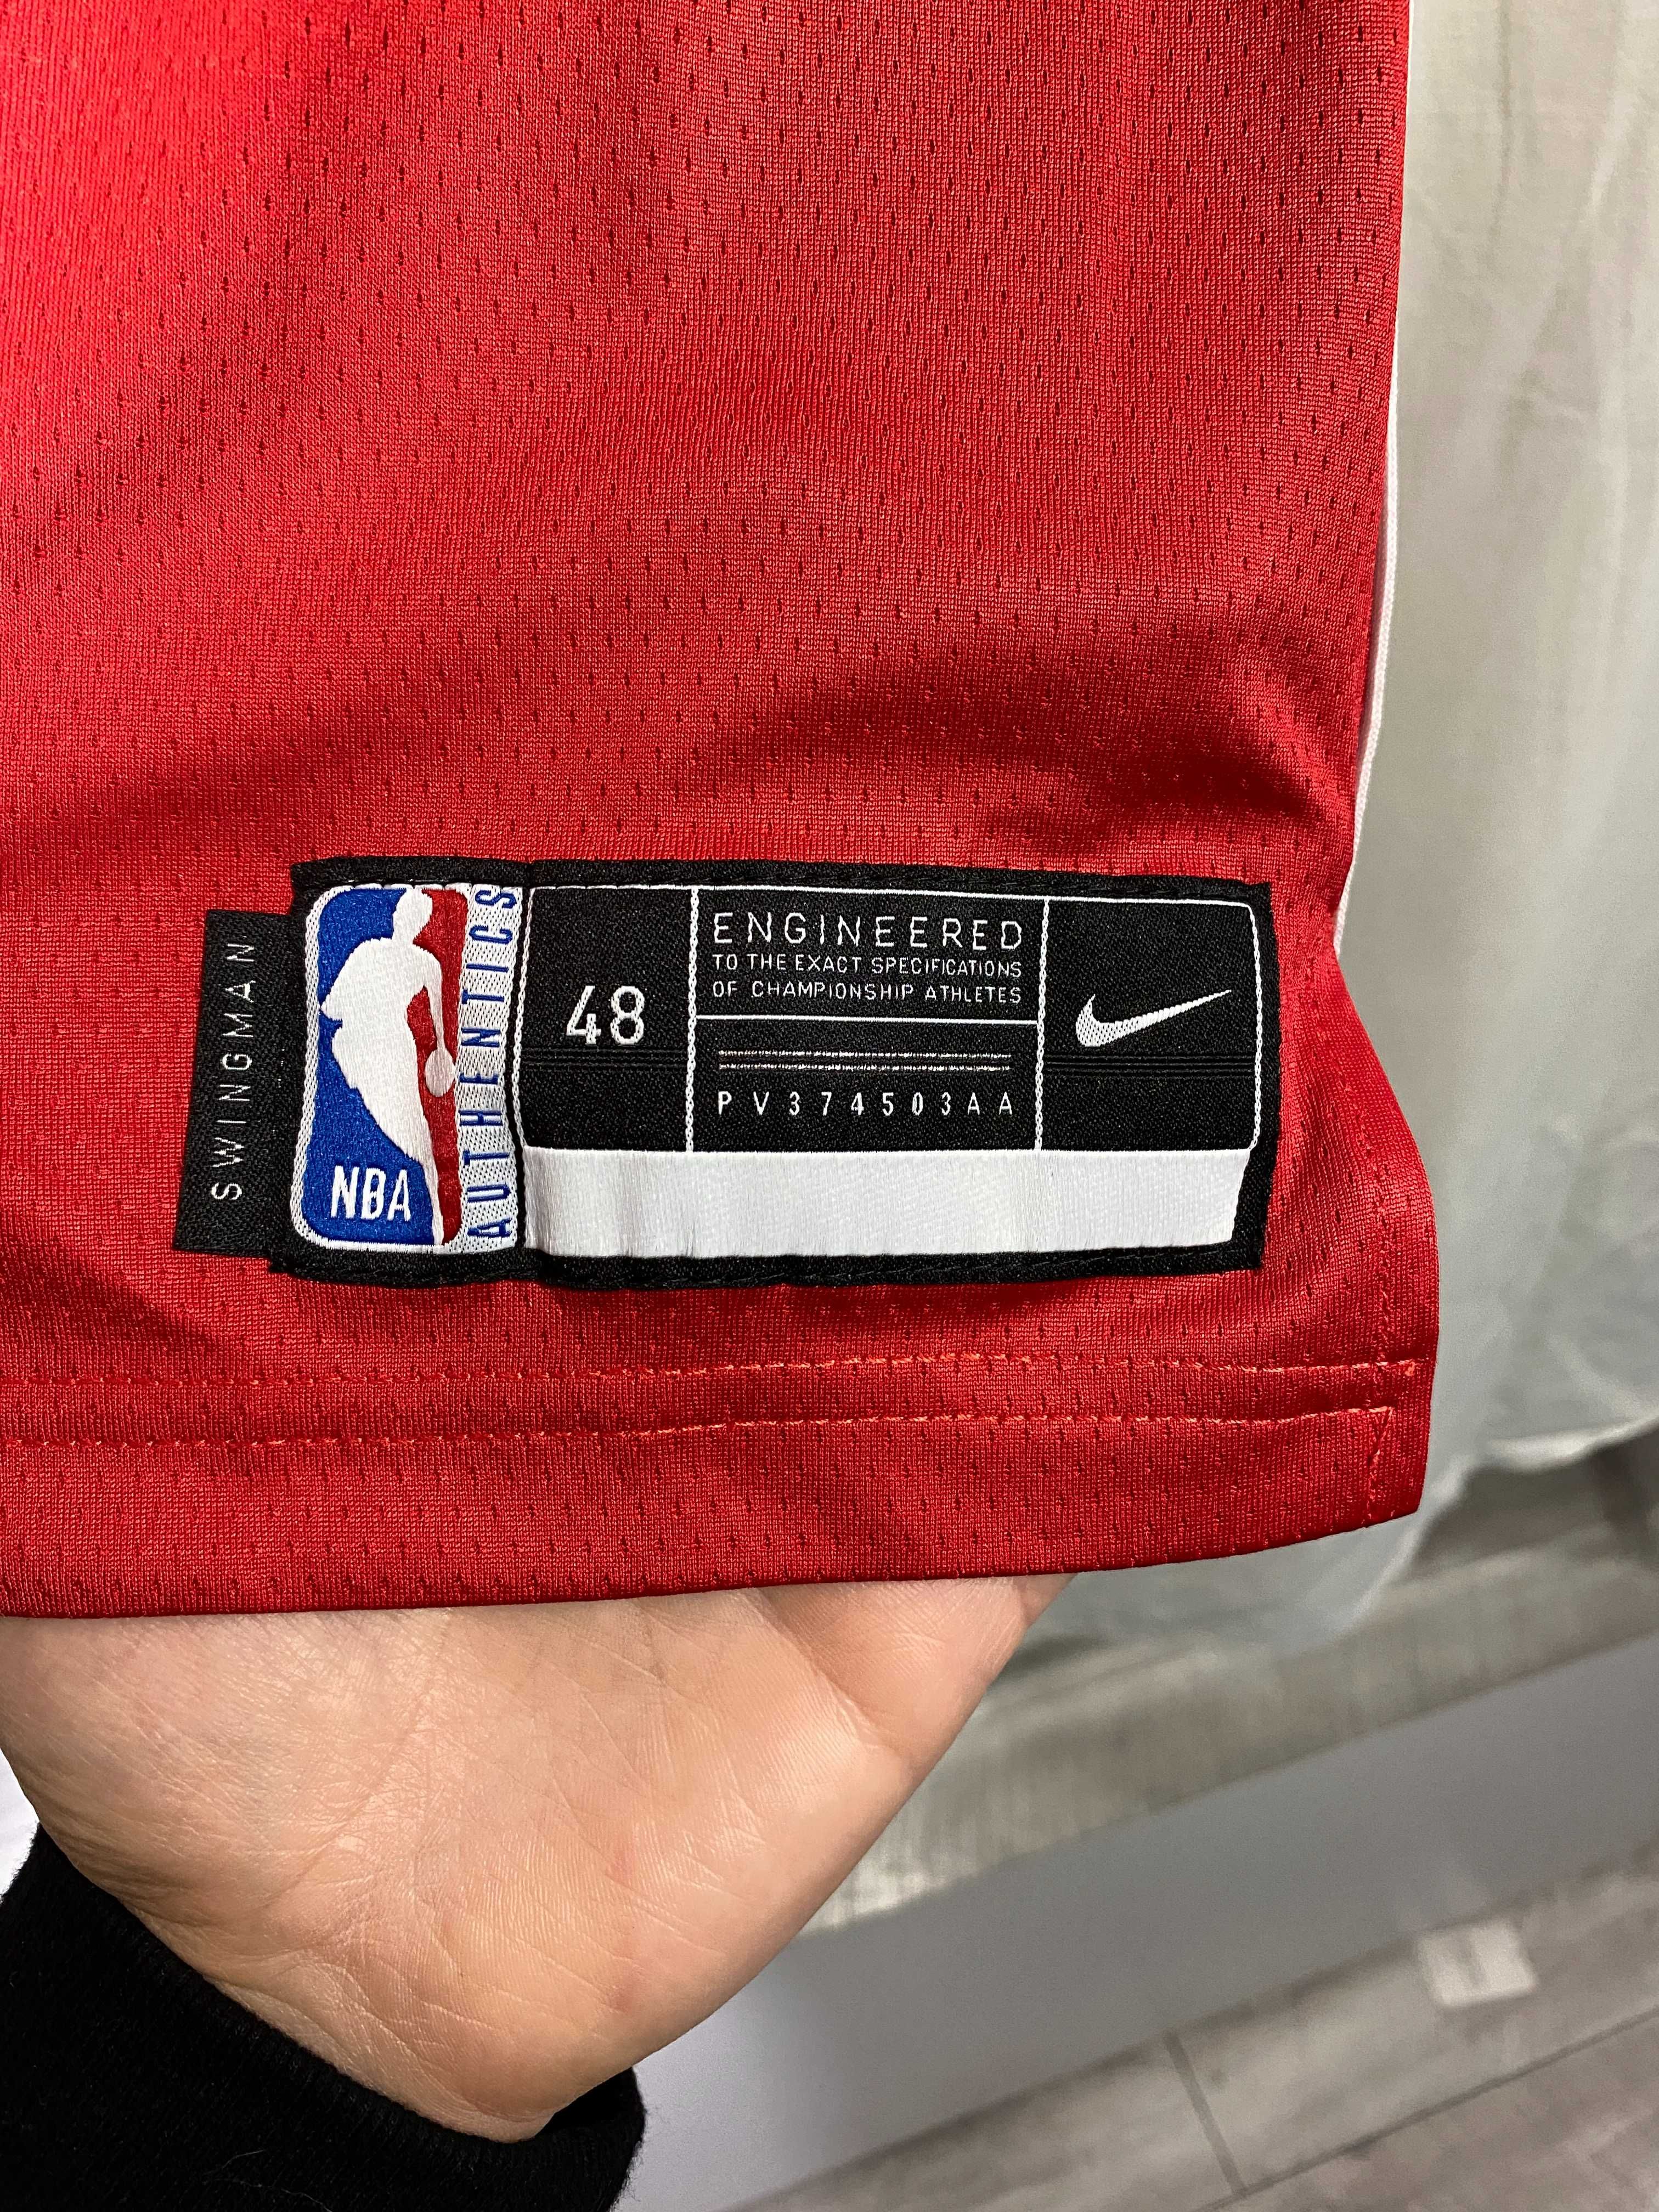 SWINGMAN
NBA
AUTHENTICS
48
ENGINEERED
TO THE EXACT SPECIFICATIONS
OF CHAMPIONSHIP ATHLETES
PV374503AA